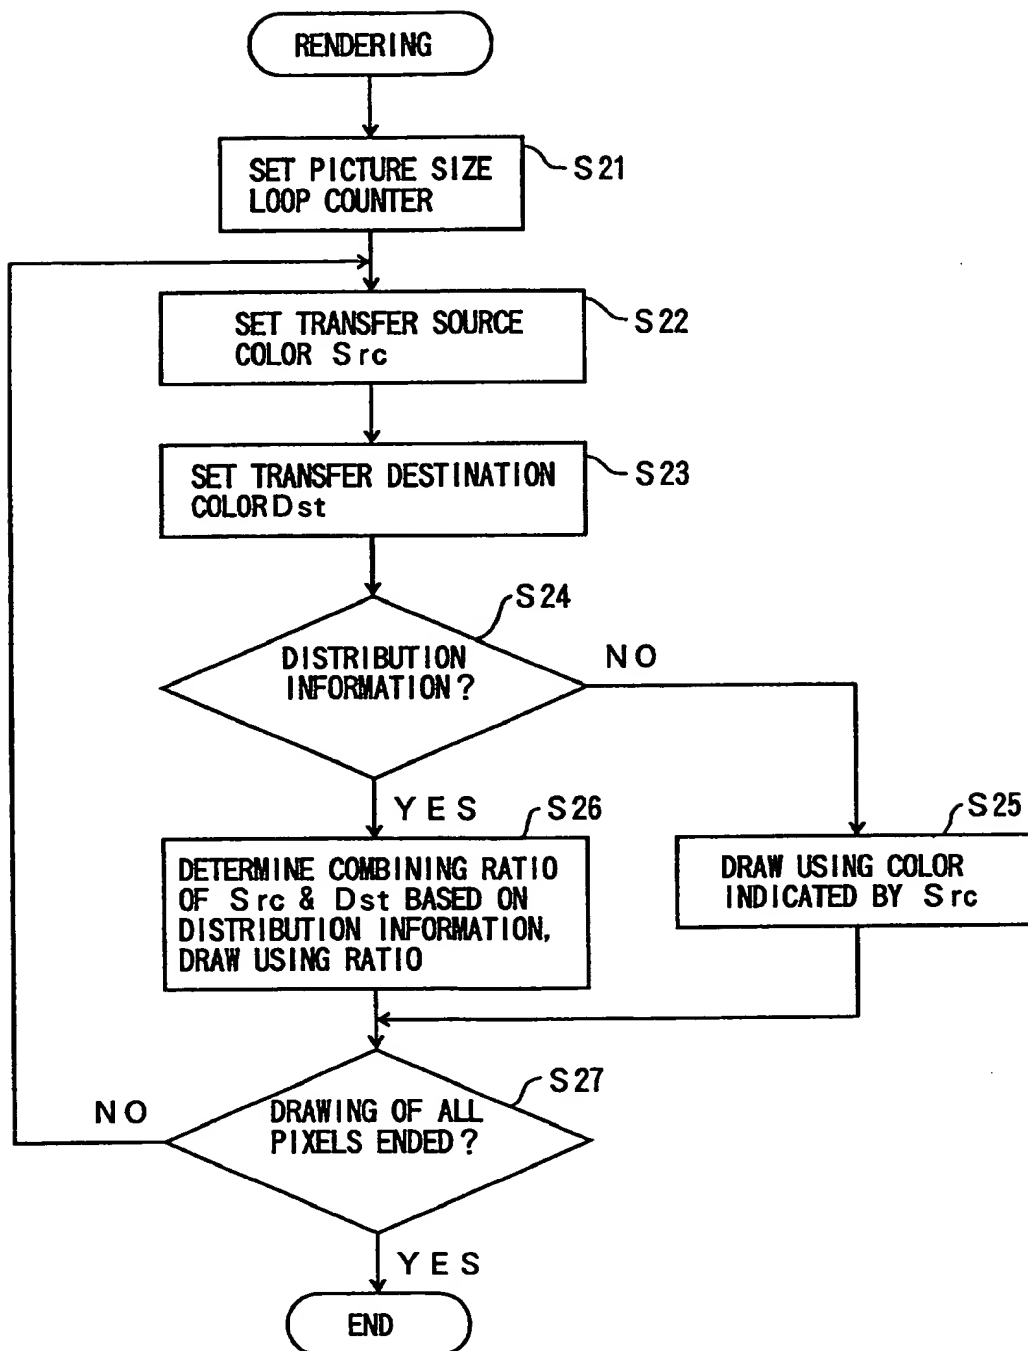 RENDERING
SET PICTURE SIZE
LOOP COUNTER
S21
SET TRANSFER SOURCE
COLOR Src
S22
SET TRANSFER DESTINATION
COLOR Dst
S23
S24
DISTRIBUTION
INFORMATION?
NO
YES
S26
DETERMINE COMBINING RATIO
OF Src & Dst BASED ON
DISTRIBUTION INFORMATION,
DRAW USING RATIO
S25
DRAW USING COLOR
INDICATED BY Src
S27
DRAWING OF ALL
PIXELS ENDED?
NO
YES
END